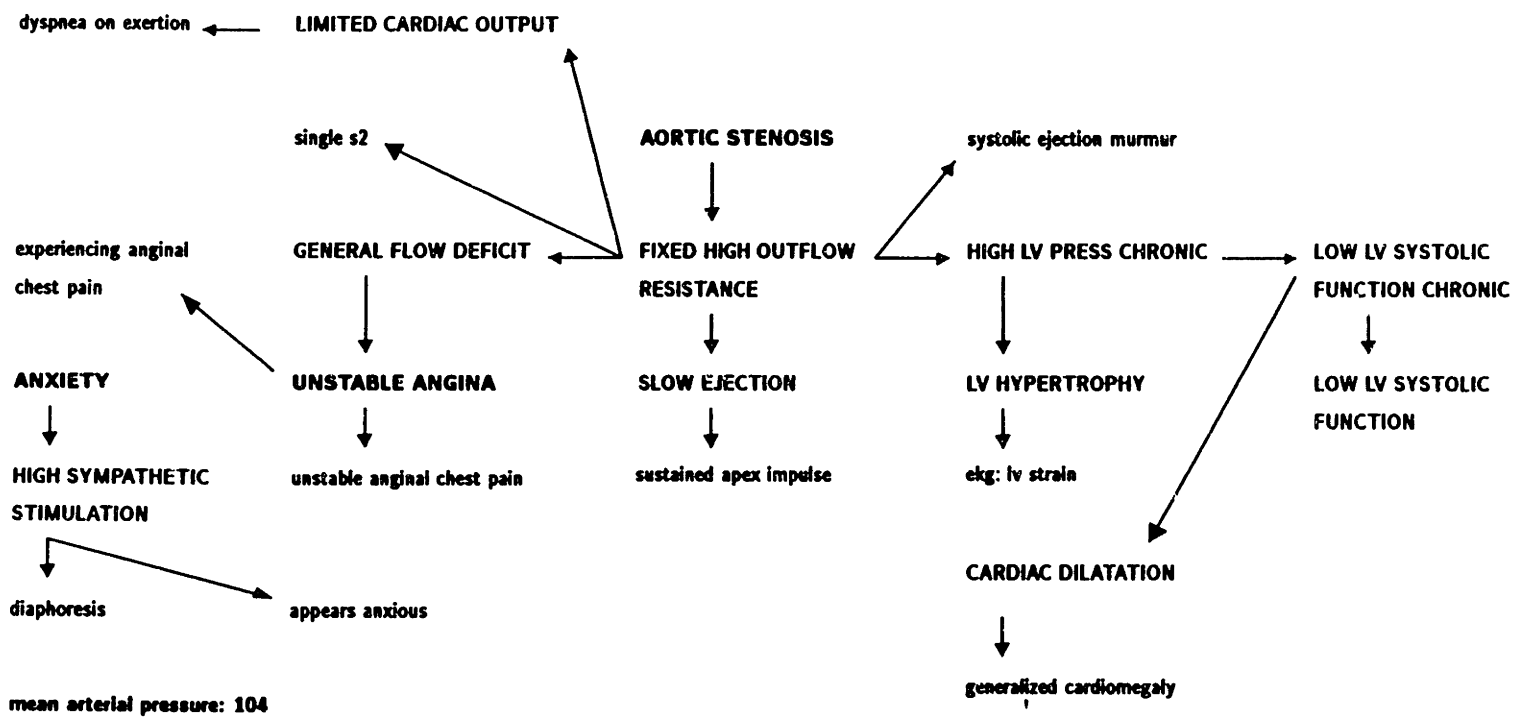 dyspnea on exertion
LIMITED CARDIAC OUTPUT
single s2
AORTIC STENOSIS
systolic ejection murmur
experiencing anginal
chest pain
GENERAL FLOW DEFICIT
FIXED HIGH OUTFLOW
RESISTANCE
HIGH LV PRESS CHRONIC
LOW LV SYSTOLIC
FUNCTION CHRONIC
ANXIETY
UNSTABLE ANGINA
SLOW EJECTION
LV HYPERTROPHY
LOW LV SYSTOLIC
FUNCTION
HIGH SYMPATHETIC
STIMULATION
unstable anginal chest pain
sustained apex impulse
ekg: lv strain
CARDIAC DILATATION
diaphoresis
appears anxious
generalized cardiomegaly
mean arterial pressure: 104